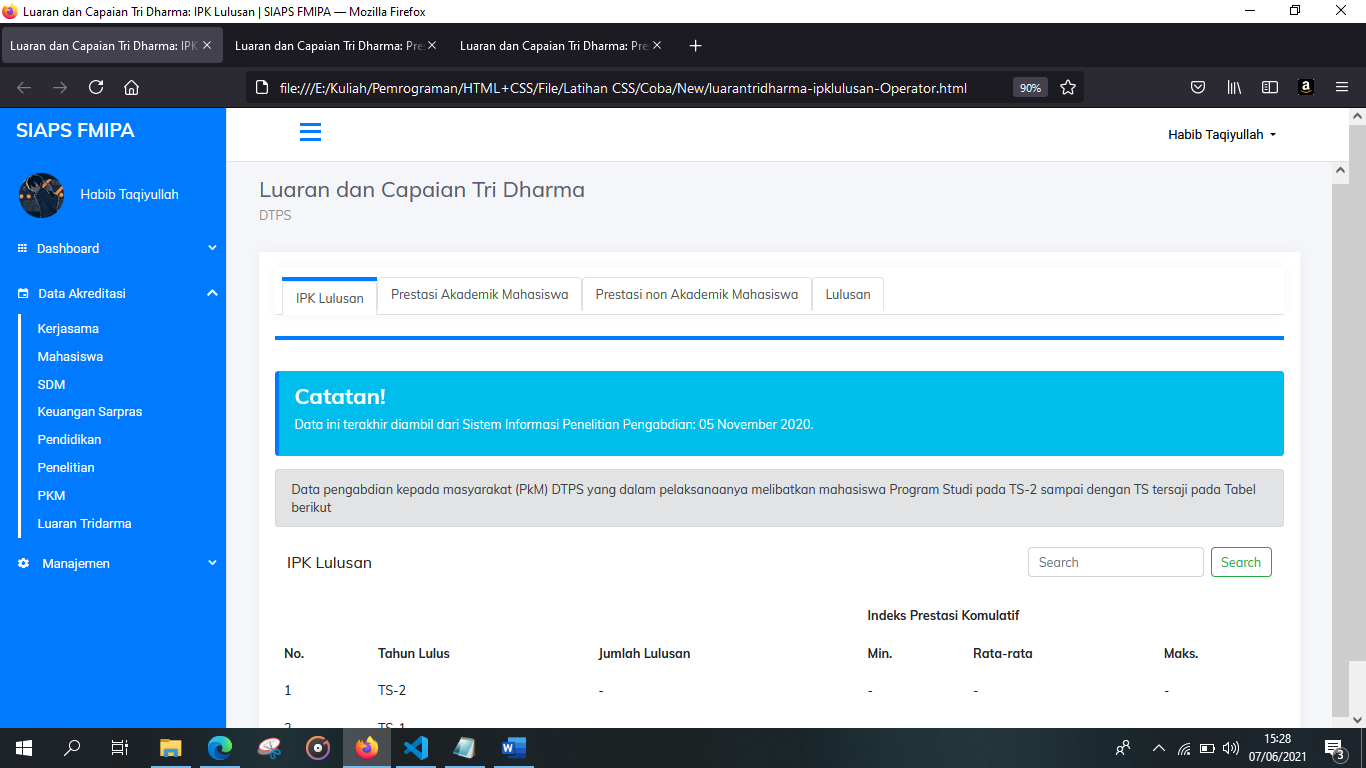 Luaran dan Capaian Tri Dharma: IPK Lulusan | SIAPS FMIPA — Mozilla Firefox
Luaran dan Capaian Tri Dharma: IPK
Luaran dan Capaian Tri Dharma: Pre
Luaran dan Capaian Tri Dharma: Pre
file:///E:/Kuliah/Pemrograman/HTML+CSS/File/Latihan CSS/Coba/New/luarantridharma-ipklulusan-Operator.html
90%
SIAPS FMIPA
Habib Taqiyullah
Habib Taqiyullah
Dashboard
Data Akreditasi
Kerjasama
Mahasiswa
SDM
Keuangan Sarpras
Pendidikan
Penelitian
PKM
Luaran Tridarma
Manajemen
Luaran dan Capaian Tri Dharma
DTPS
IPK Lulusan
Prestasi Akademik Mahasiswa
Prestasi non Akademik Mahasiswa
Lulusan
Catatan!
Data ini terakhir diambil dari Sistem Informasi Penelitian Pengabdian: 05 November 2020.
Data pengabdian kepada masyarakat (PkM) DTPS yang dalam pelaksanaanya melibatkan mahasiswa Program Studi pada TS-2 sampai dengan TS tersaji pada Tabel
berikut
IPK Lulusan
Search
Search
Indeks Prestasi Komulatif
No. Tahun Lulus Jumlah Lulusan Min. Rata-rata Maks.
1 TS-2 - - - -
2 TS-1
15:28
07/06/2021
3